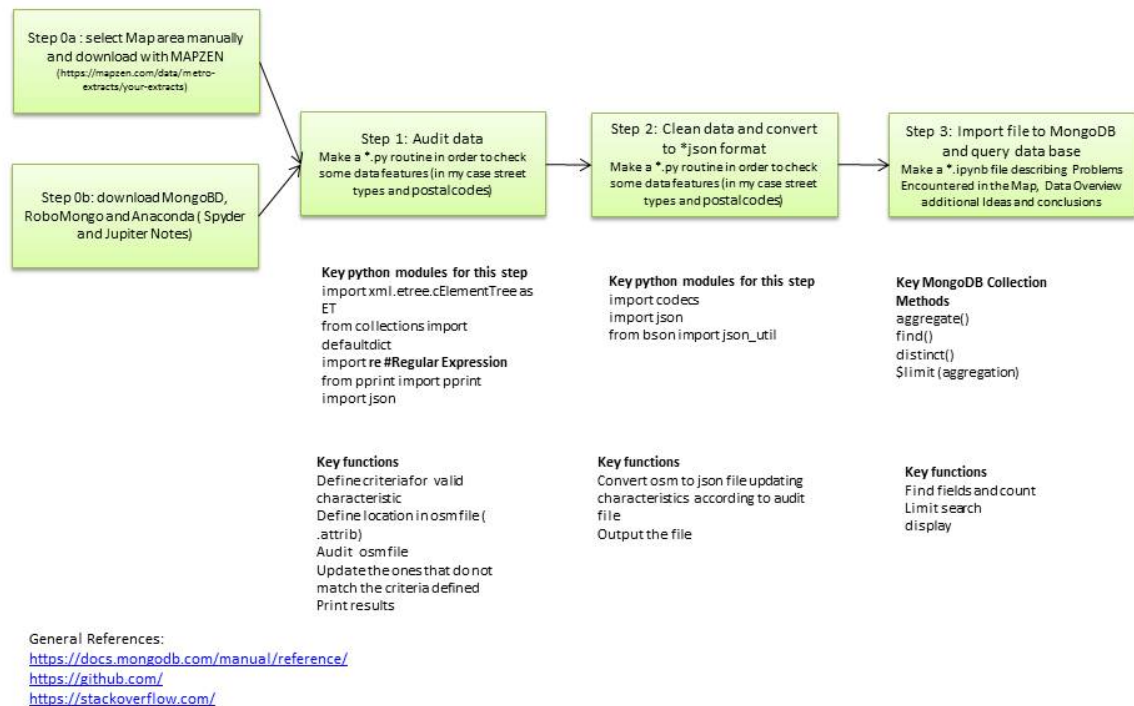 Step 0a : select Map area manually
and download with MAPZEN
(https://mapzen.com/data/metro-
extracts/your-extracts)
Step 0b: download MongoBD,
RoboMongo and Anaconda ( Spyder
and Jupiter Notes)
Step 1: Audit data
Make a *.py routine in order to check
some data features (in my case street
types and postal codes)
Step 2: Clean data and convert
to *json format
Make a *.py routine in order to check
some data features (in my case street
types and postal codes)
Step 3: Import file to MongoDB
and query data base
Make a *.ipynb file describing Problems
Encountered in the Map, Data Overview
additional Ideas and conclusions
Key python modules for this step
import xml.etree.cElementTree as
ET
from collections import
defaultdict
import re #Regular Expression
from pprint import pprint
import json
Key python modules for this step
import codecs
import json
from bson import json_util
Key MongoDB Collection
Methods
aggregate()
find()
distinct()
$limit (aggregation)
Key functions
Define criteria for valid
characteristic
Define location in osm file (
.attrib)
Audit osm file
Update the ones that do not
match the criteria defined
Print results
Key functions
Convert osm to json file updating
characteristics according to audit
file
Output the file
Key functions
Find fields and count
Limit search
display
General References:
https://docs.mongodb.com/manual/reference/
https://github.com/
https://stackoverflow.com/